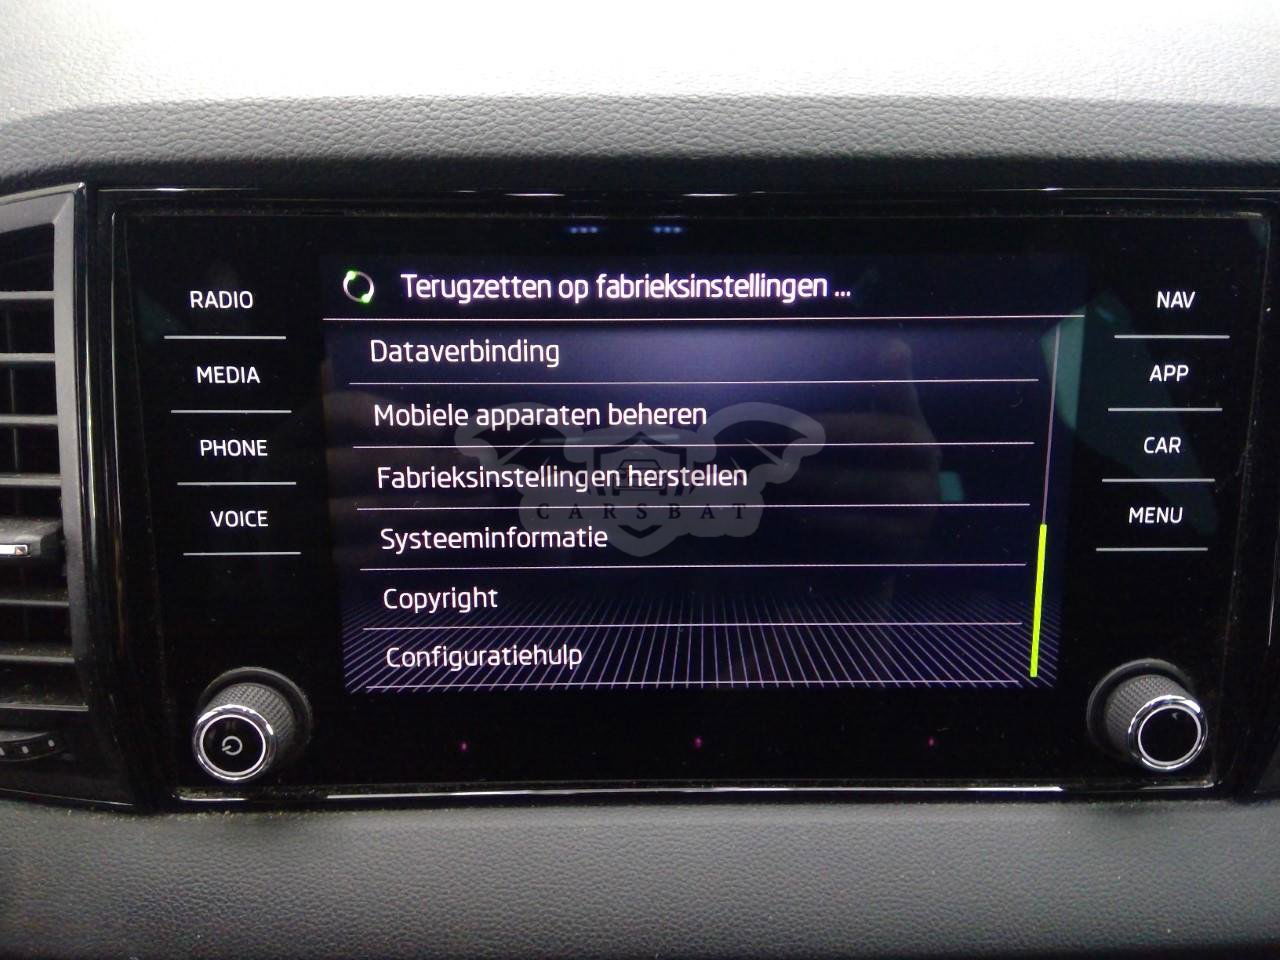 Terugzetten op fabrieksinstellingen ...
RADIO
MEDIA
PHONE
VOICE
Dataverbinding
Mobiele apparaten beheren
Fabrieksinstellingen herstellen
CARSBAT
Systeeminformatie
Copyright
Configuratiehulp
NAV
APP
CAR
MENU